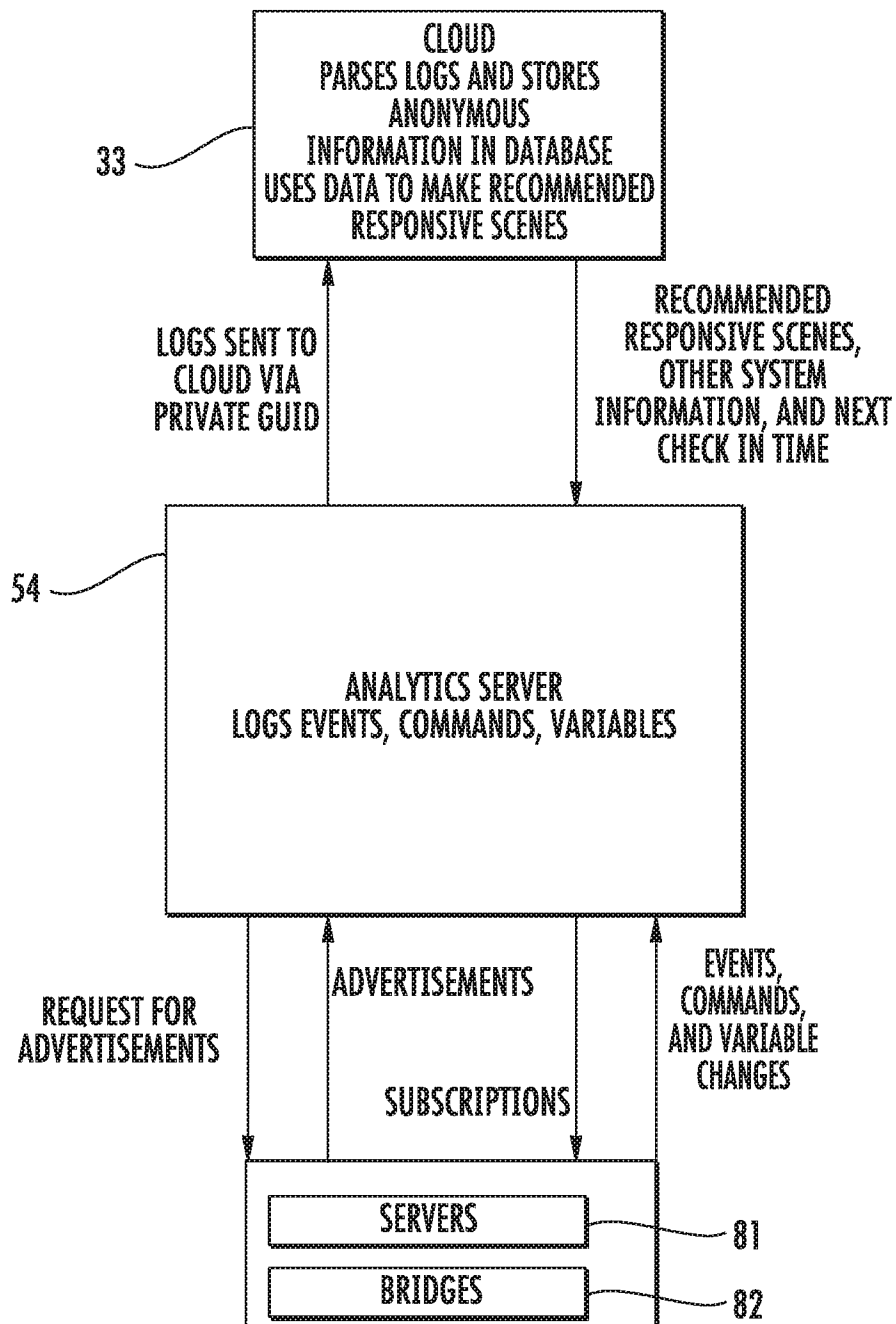 CLOUD
PARSES LOGS AND STORES
ANONYMOUS
INFORMATION IN DATABASE
USES DATA TO MAKE RECOMMENDED
RESPONSIVE SCENES
33
LOGS SENT TO
CLOUD VIA
PRIVATE GUID
RECOMMENDED
RESPONSIVE SCENES,
OTHER SYSTEM
INFORMATION, AND NEXT
CHECK IN TIME
54
ANALYTICS SERVER
LOGS EVENTS, COMMANDS, VARIABLES
REQUEST FOR
ADVERTISEMENTS
ADVERTISEMENTS
SUBSCRIPTIONS
EVENTS,
COMMANDS,
AND VARIABLE
CHANGES
SERVERS
81
BRIDGES
82